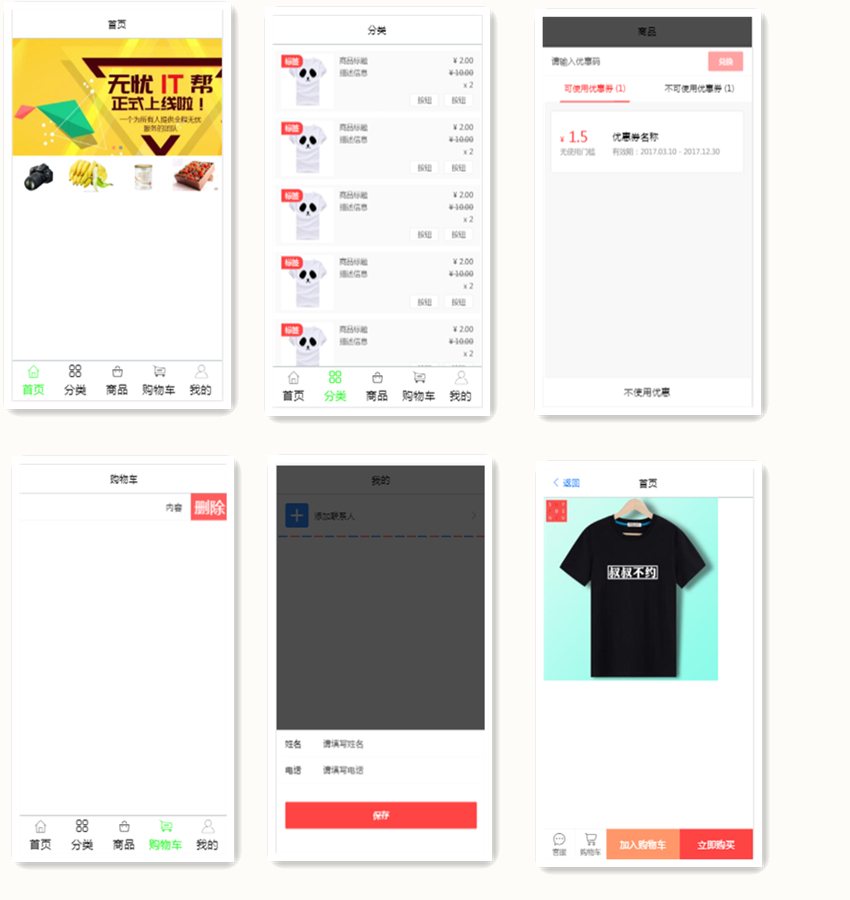 首页
无忧 IT 帮
正式上线啦！
一个为所有人提供全程无忧
服务的团队
首页 分类 商品 购物车 我的
分类
标签 商品标题 ¥ 2.00
描述信息 ¥ 10.00
x 2
按钮 按钮
标签 商品标题 ¥ 2.00
描述信息 ¥ 10.00
x 2
按钮 按钮
标签 商品标题 ¥ 2.00
描述信息 ¥ 10.00
x 2
按钮 按钮
标签 商品标题 ¥ 2.00
描述信息 ¥ 10.00
x 2
按钮 按钮
标签 商品标题 ¥ 2.00
描述信息 ¥ 10.00
x 2
首页 分类 商品 购物车 我的
商品
请输入优惠码 兑换
可使用优惠券 (1) 不可使用优惠券 (1)
¥ 1.5 优惠券名称
无使用门槛 有效期：2017.03.10 - 2017.12.30
不使用优惠
购物车
内容 删除
首页 分类 商品 购物车 我的
我的
添加联系人
姓名 请填写姓名
电话 请填写电话
保存
返回 首页
叔叔不约
客服 购物车 加入购物车 立即购买